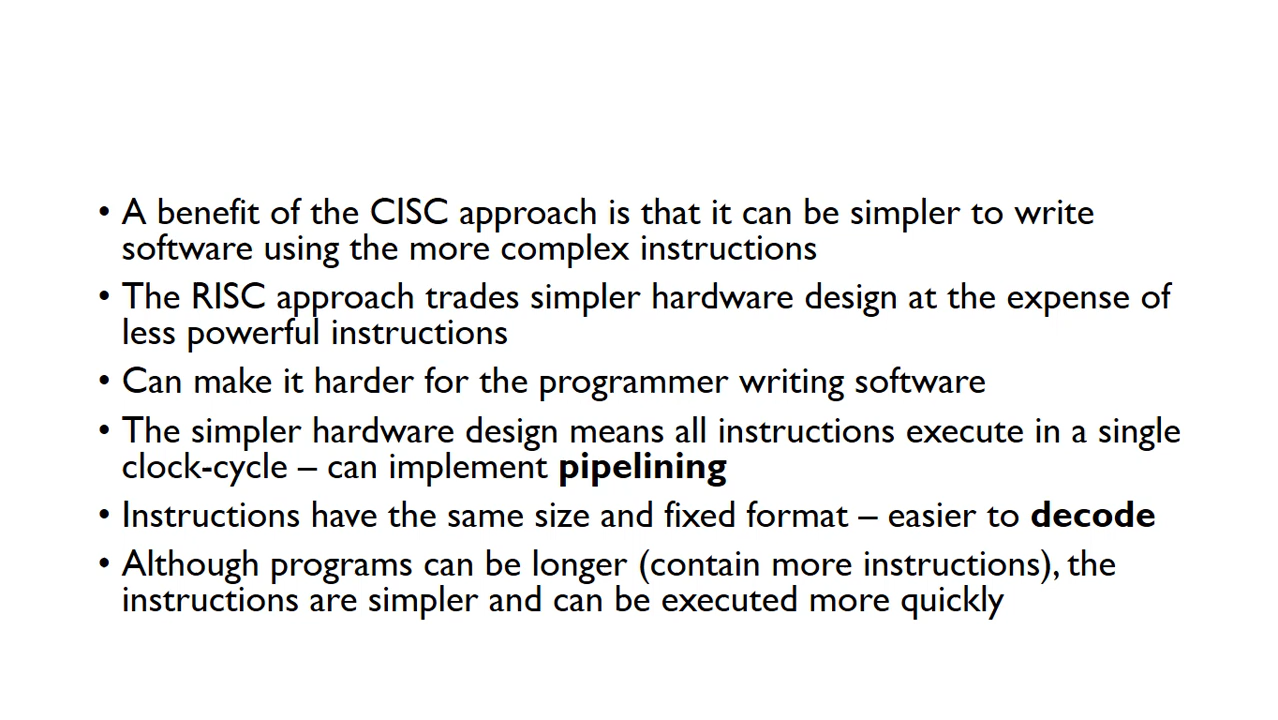 • A benefit of the CISC approach is that it can be simpler to write
software using the more complex instructions
• The RISC approach trades simpler hardware design at the expense of
less powerful instructions
• Can make it harder for the programmer writing software
• The simpler hardware design means all instructions execute in a single
clock-cycle – can implement pipelining
• Instructions have the same size and fixed format – easier to decode
• Although programs can be longer (contain more instructions), the
instructions are simpler and can be executed more quickly